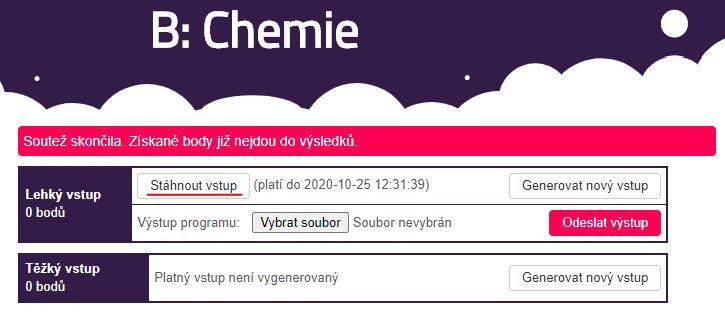 B: Chemie
Soutež skončila. Získané body již nejdou do výsledků.
Lehký vstup
0 bodů
Stáhnout vstup (platí do 2020-10-25 12:31:39) Generovat nový vstup
Výstup programu: Vybrat soubor Soubor nevybrán Odeslat výstup
Těžký vstup
0 bodů
Platný vstup není vygenerovaný Generovat nový vstup